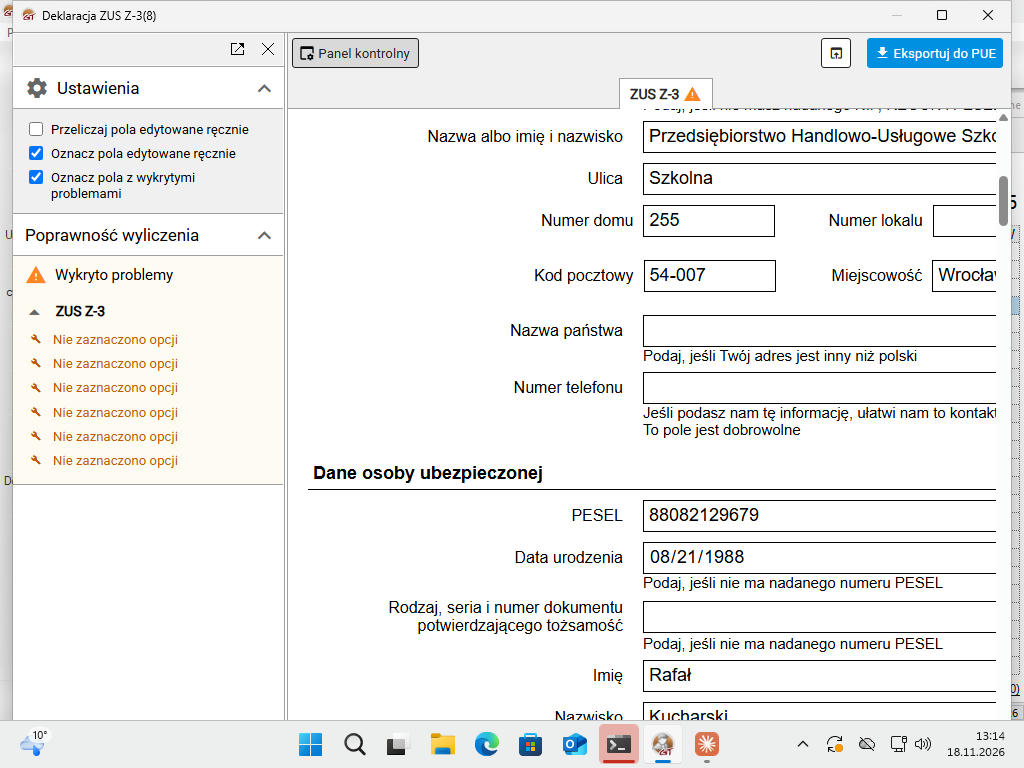 Deklaracja ZUS Z-3(8)
Panel kontrolny
Eksportuj do PUE
Ustawienia
ZUS Z-3
Przeliczaj pola edytowane ręcznie
Oznacz pola edytowane ręcznie
Oznacz pola z wykrytymi
problemami
Poprawność wyliczenia
Wykryto problemy
ZUS Z-3
Nie zaznaczono opcji
Nie zaznaczono opcji
Nie zaznaczono opcji
Nie zaznaczono opcji
Nie zaznaczono opcji
Nie zaznaczono opcji
Nazwa albo imię i nazwisko
Przedsiębiorstwo Handlowo-Usługowe Szko
Ulica
Szkolna
Numer domu
255
Numer lokalu
Kod pocztowy
54-007
Miejscowość
Wrocła
Nazwa państwa
Podaj, jeśli Twój adres jest inny niż polski
Numer telefonu
Jeśli podasz nam tę informację, ułatwi nam to kontakt
To pole jest dobrowolne
Dane osoby ubezpieczonej
PESEL
88082129679
Data urodzenia
08/21/1988
Podaj, jeśli nie ma nadanego numeru PESEL
Rodzaj, seria i numer dokumentu
potwierdzającego tożsamość
Podaj, jeśli nie ma nadanego numeru PESEL
Imię
Rafał
Nazwisko
Kucharski
10°
13:14
18.11.2026